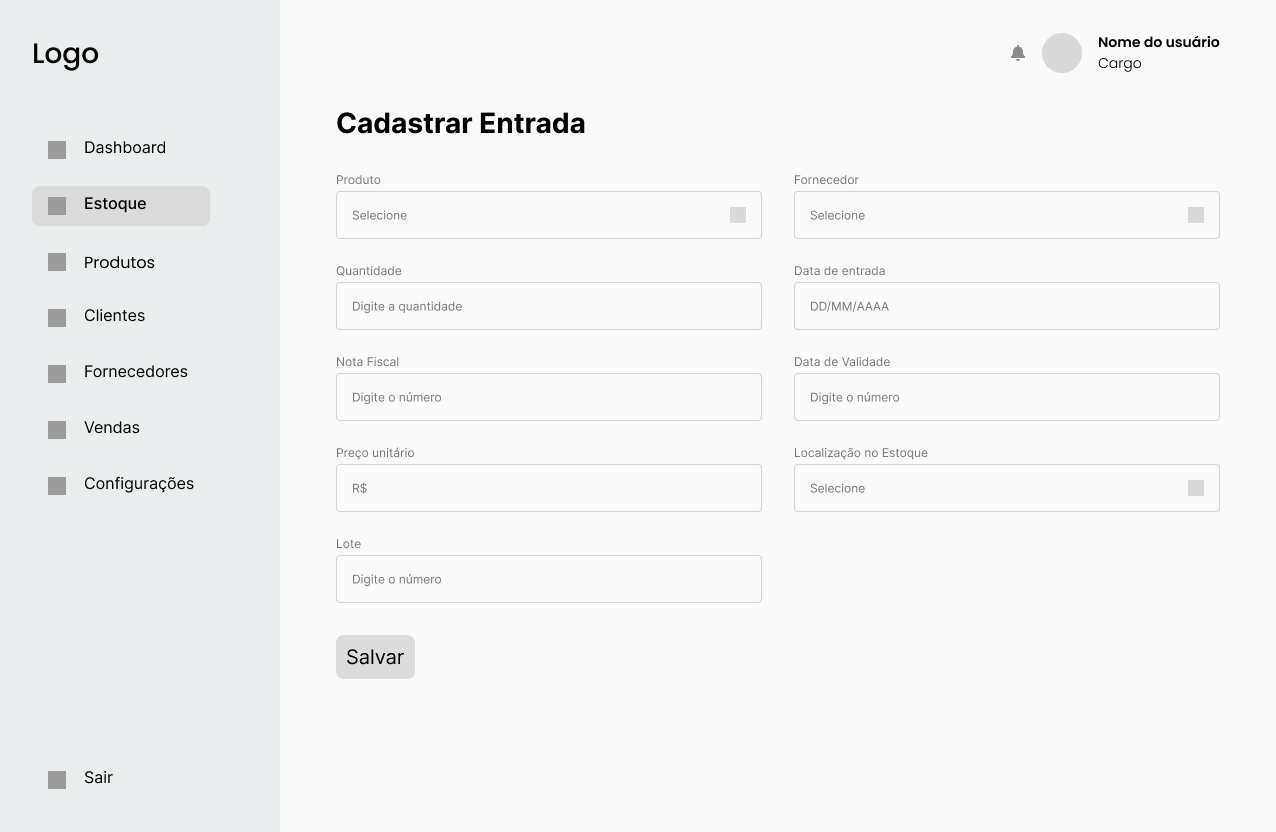 Logo
Dashboard
Estoque
Produtos
Clientes
Fornecedores
Vendas
Configurações
Sair
Nome do usuário
Cargo
Cadastrar Entrada
Produto
Selecione
Fornecedor
Selecione
Quantidade
Digite a quantidade
Data de entrada
DD/MM/AAAA
Nota Fiscal
Digite o número
Data de Validade
Digite o número
Preço unitário
R$
Localização no Estoque
Selecione
Lote
Digite o número
Salvar